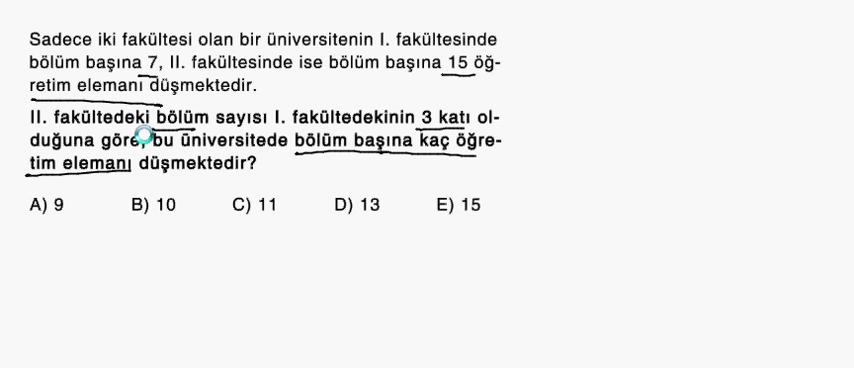 Sadece iki fakültesi olan bir üniversitenin I. fakültesinde
bölüm başına 7, II. fakültesinde ise bölüm başına 15 öğ-
retim elemanı düşmektedir.
II. fakültedeki bölüm sayısı I. fakültedekinin 3 katı ol-
duğuna göre, bu üniversitede bölüm başına kaç öğre-
tim elemanı düşmektedir?
A) 9 B) 10 C) 11 D) 13 E) 15